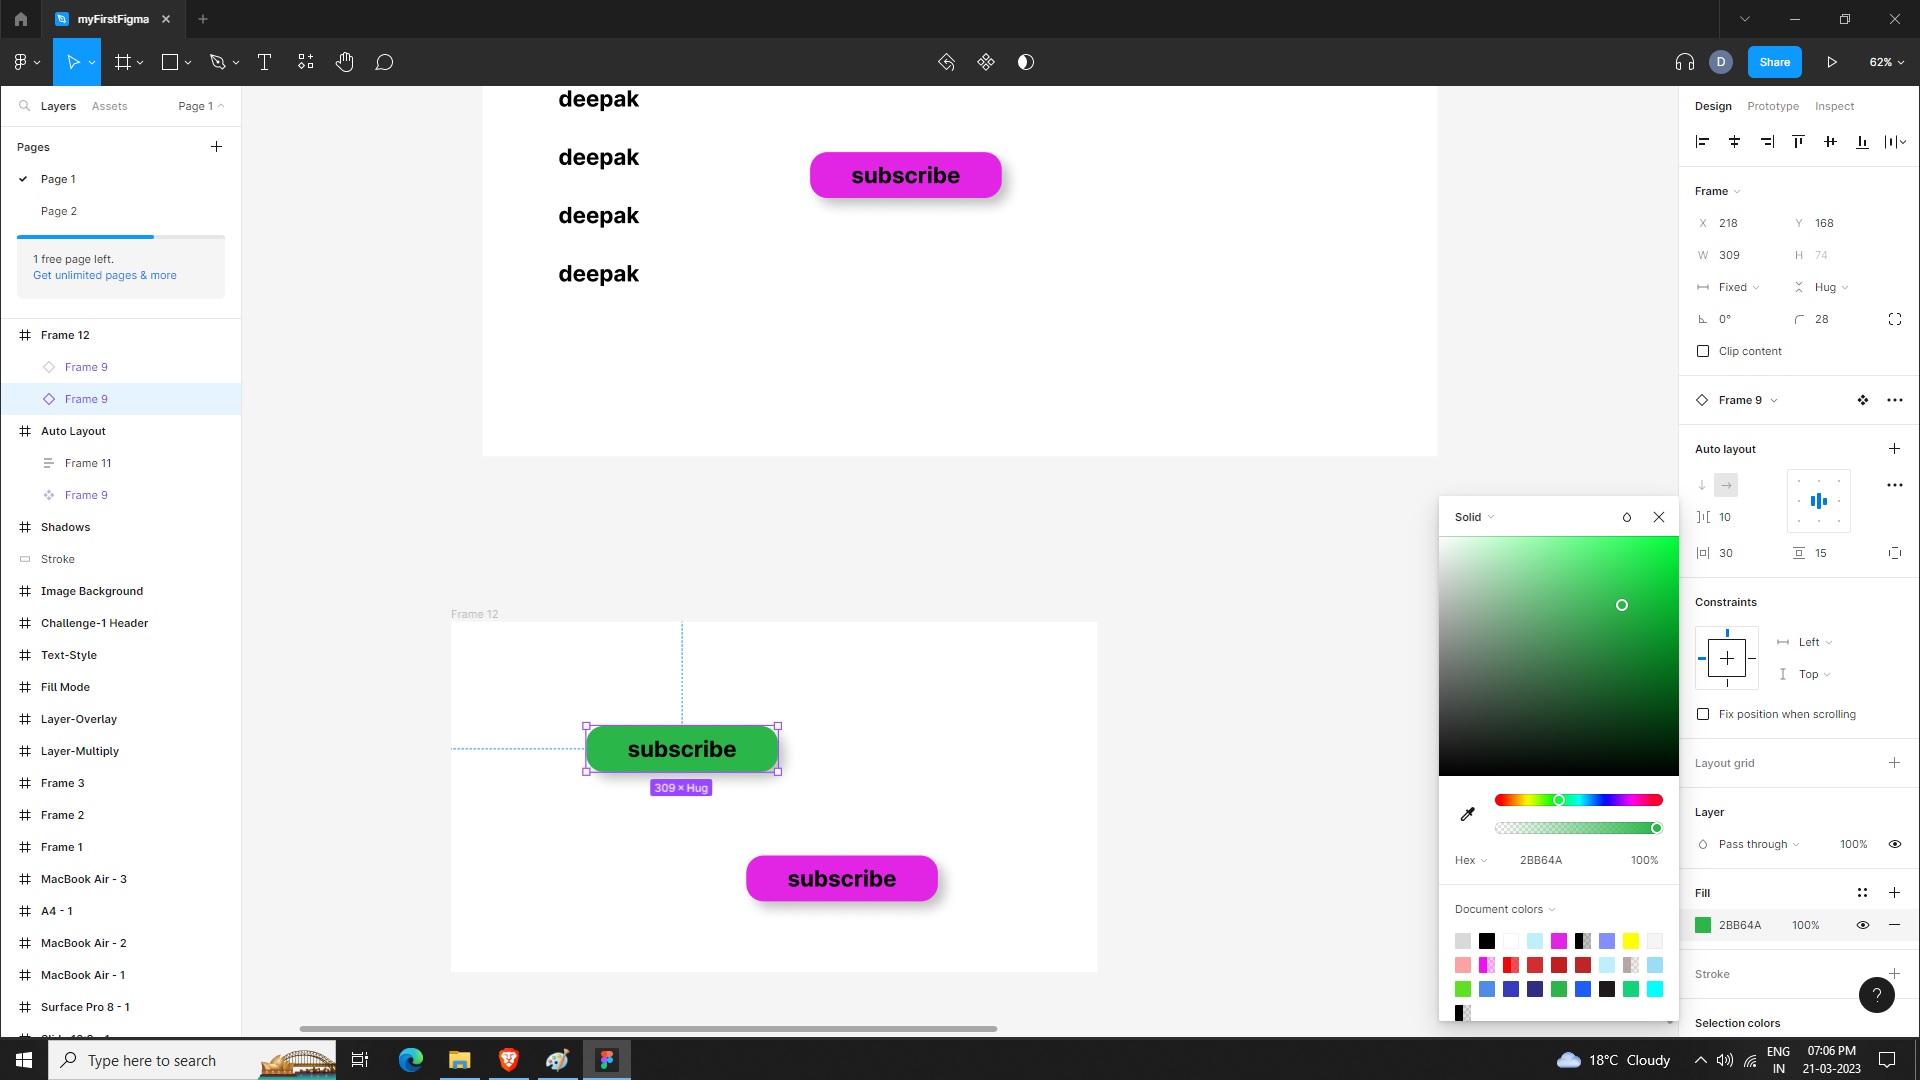 myFirstFigma
D
Share
62%
Layers
Assets
Page 1
Design
Prototype
Inspect
Pages
Page 1
Page 2
1 free page left.
Get unlimited pages & more
Frame 12
Frame 9
Frame 9
Auto Layout
Frame 11
Frame 9
Shadows
Stroke
Image Background
Challenge-1 Header
Text-Style
Fill Mode
Layer-Overlay
Layer-Multiply
Frame 3
Frame 2
Frame 1
MacBook Air - 3
A4 - 1
MacBook Air - 2
MacBook Air - 1
Surface Pro 8 - 1
deepak
deepak
deepak
deepak
subscribe
Frame 12
subscribe
309 × Hug
subscribe
Solid
Hex
2BB64A
100%
Document colors
Frame
X 218
Y 168
W 309
H 74
Fixed
Hug
0°
28
Clip content
Frame 9
Auto layout
10
30
15
Constraints
Left
Top
Fix position when scrolling
Layout grid
Layer
Pass through
100%
Fill
2BB64A
100%
Stroke
?
Selection colors
Type here to search
18°C Cloudy
ENG
IN
07:06 PM
21-03-2023